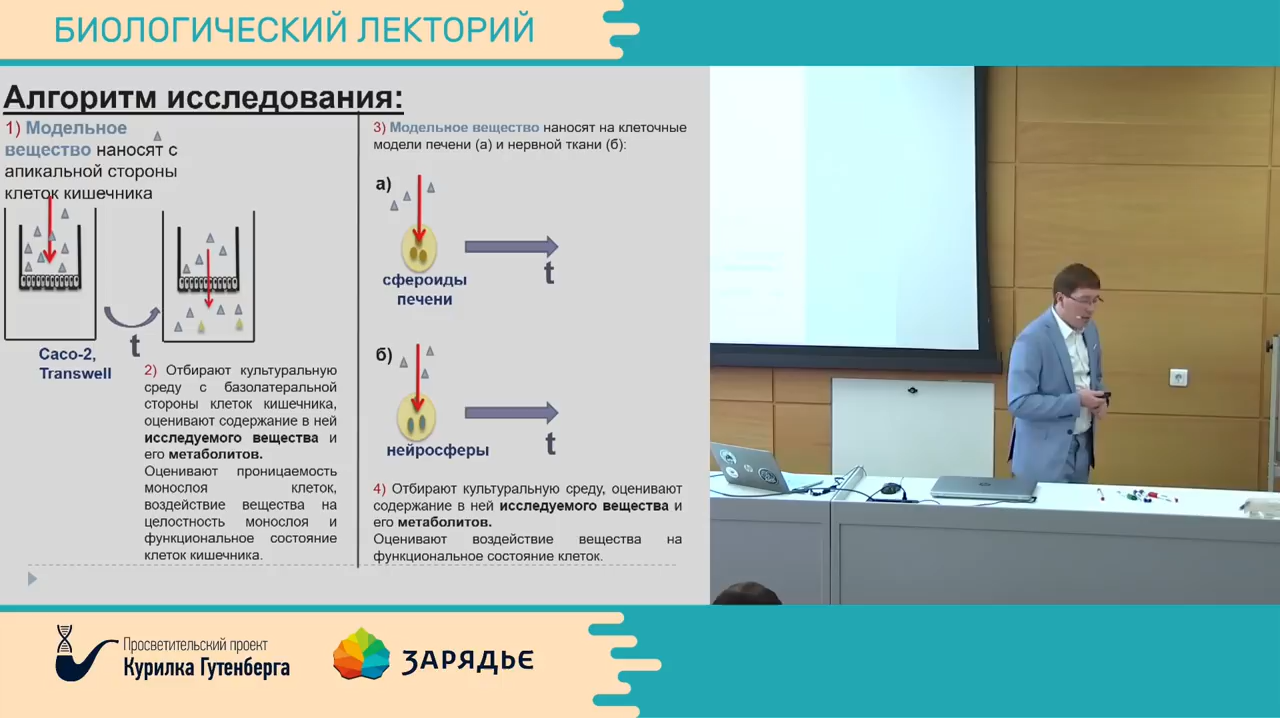 БИОЛОГИЧЕСКИЙ ЛЕКТОРИЙ
Алгоритм исследования:
1) Модельное
вещество наносят с
апикальной стороны
клеток кишечника
t
Caco-2,
Transwell
2) Отбирают культуральную
среду с базолатеральной
стороны клеток кишечника,
оценивают содержание в ней
исследуемого вещества и
его метаболитов.
Оценивают проницаемость
монослоя клеток,
воздействие вещества на
целостность монослоя и
функциональное состояние
клеток кишечника.
3) Модельное вещество наносят на клеточные
модели печени (а) и нервной ткани (б):
а)
t
сфероиды
печени
б)
t
нейросферы
4) Отбирают культуральную среду, оценивают
содержание в ней исследуемого вещества и
его метаболитов.
Оценивают воздействие вещества на
функциональное состояние клеток.
Просветительский проект
Курилка Гутенберга
ЗАРЯДЬЕ